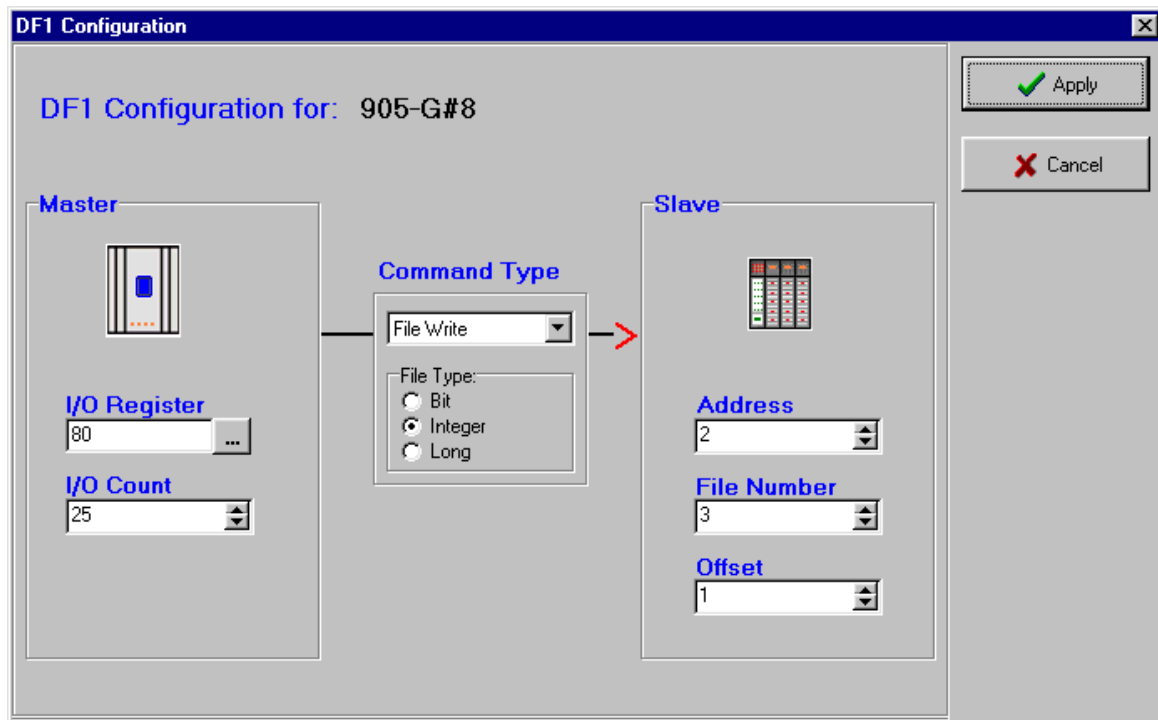 DF1 Configuration
DF1 Configuration for: 905-G#8
Apply
Cancel
Master
I/O Register
80
...
I/O Count
25
Command Type
File Write
File Type:
Bit
Integer
Long
Slave
Address
2
File Number
3
Offset
1